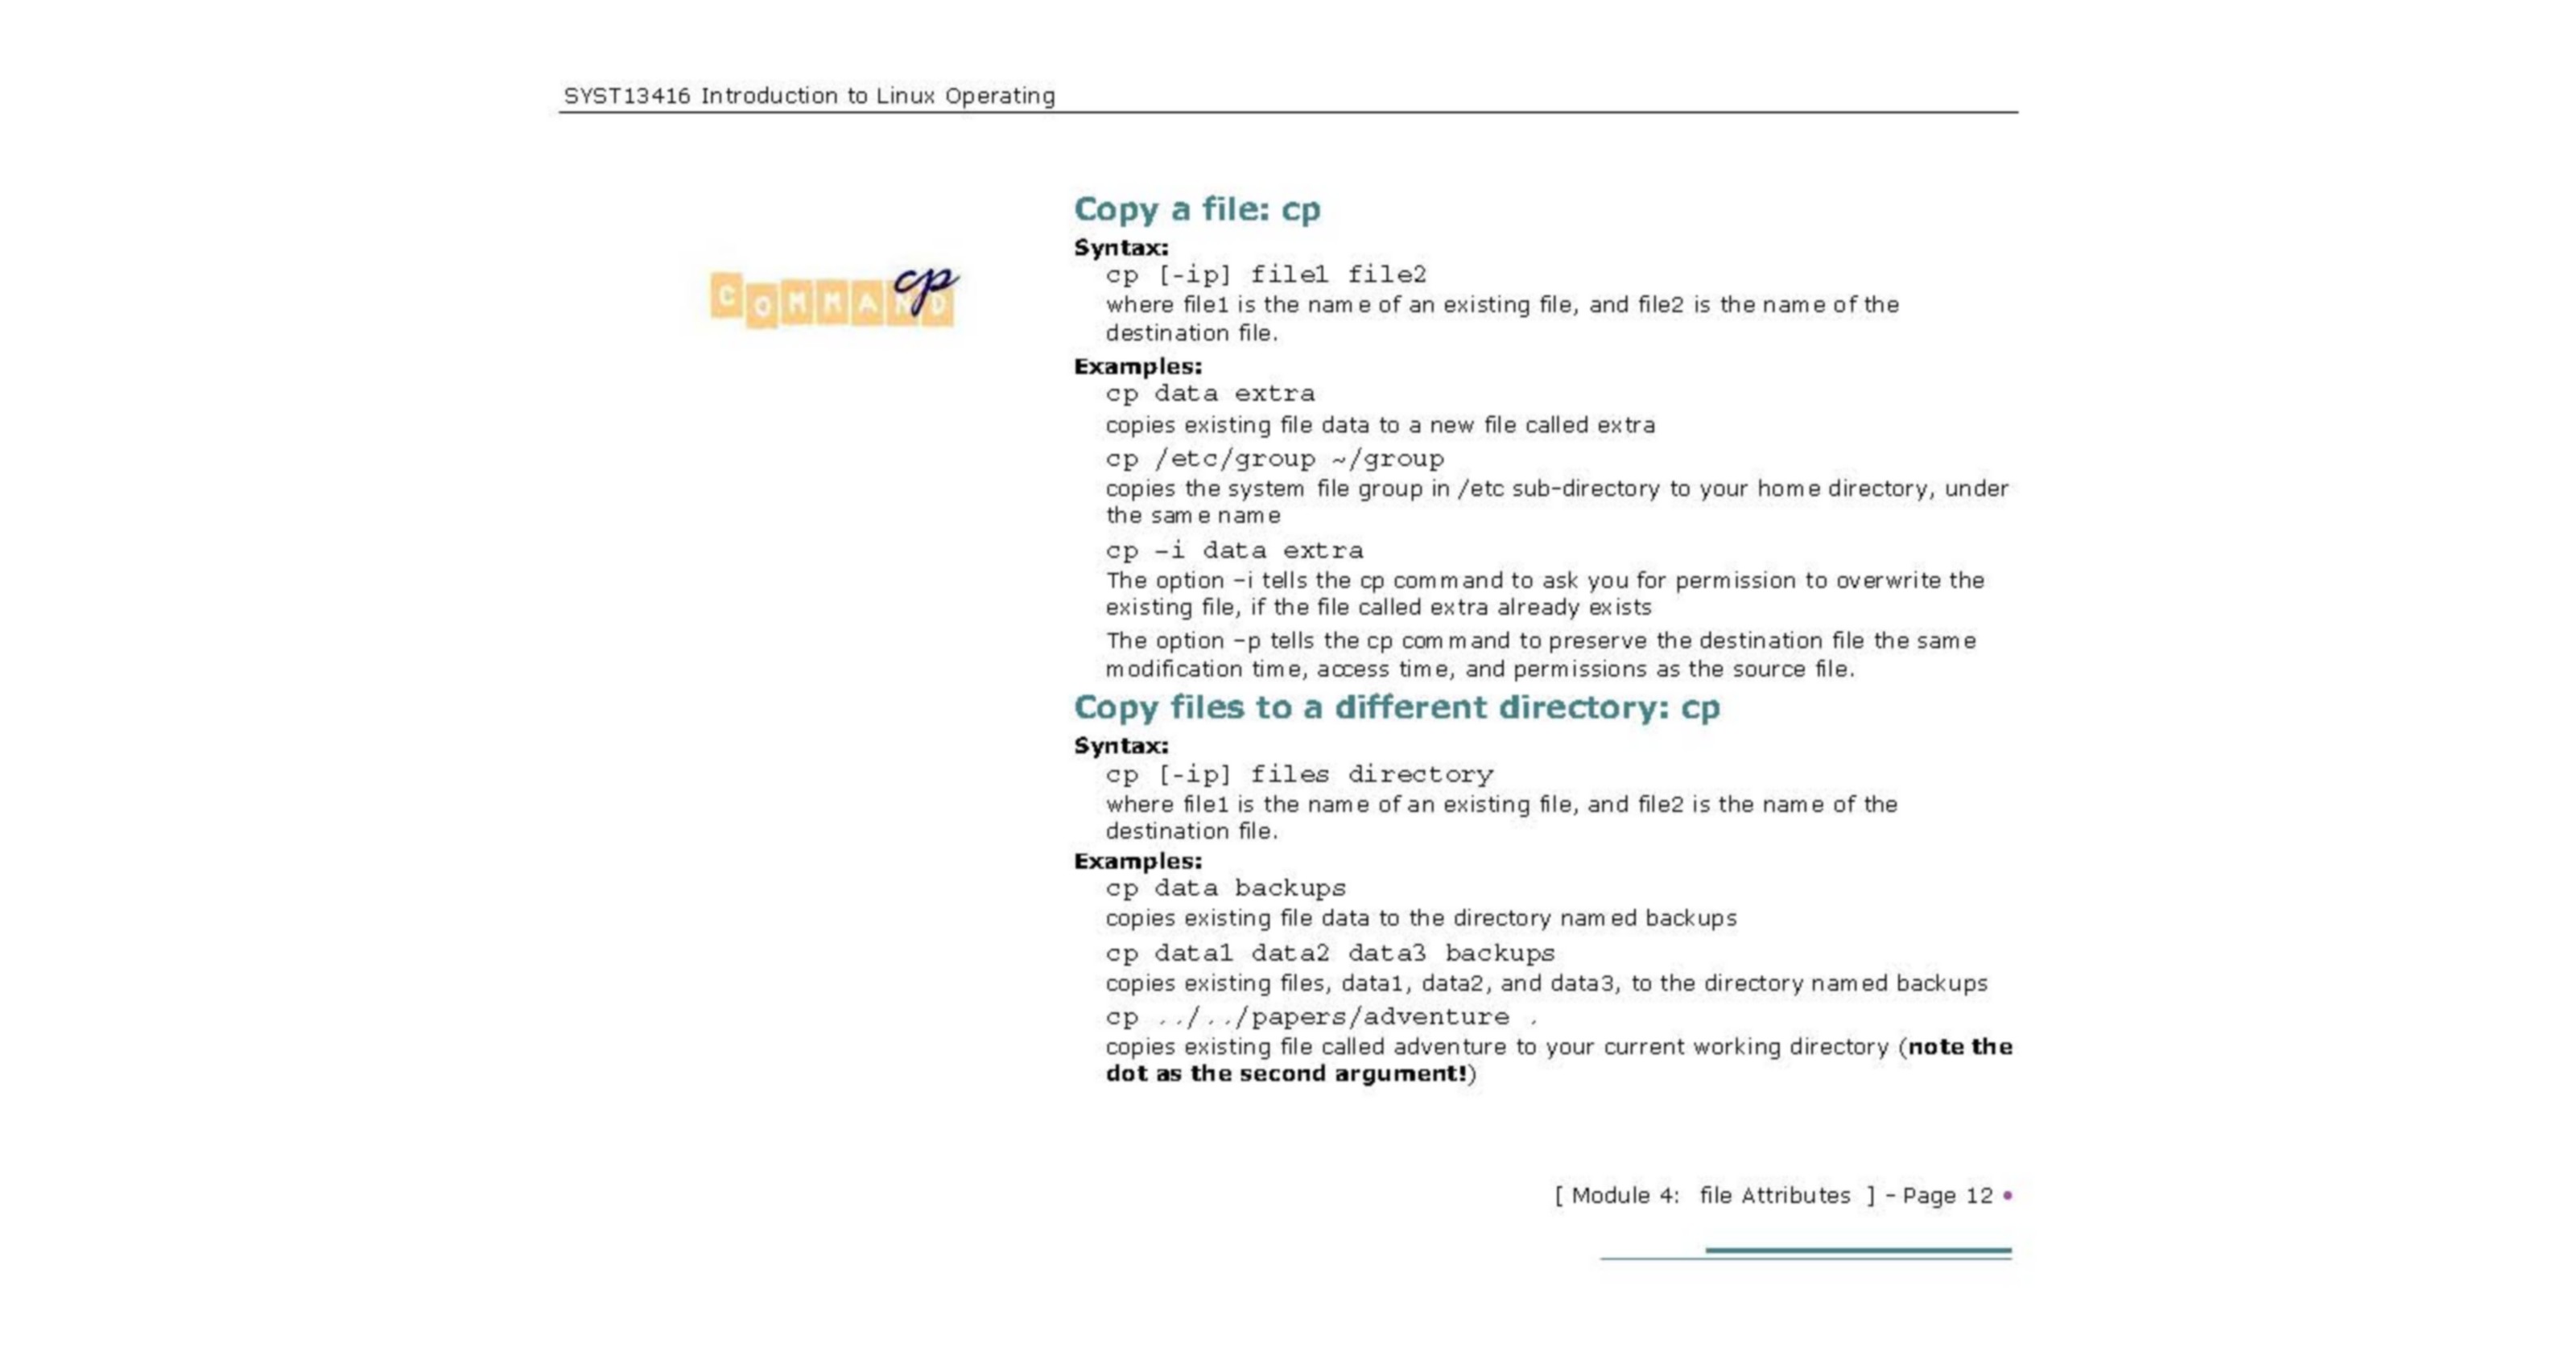 SYST13416 Introduction to Linux Operating
COMMAND cp
Copy a file: cp
Syntax:
cp [-ip] file1 file2
where file1 is the name of an existing file, and file2 is the name of the
destination file.
Examples:
cp data extra
copies existing file data to a new file called extra
cp /etc/group ~/group
copies the system file group in /etc sub-directory to your home directory, under
the same name
cp –i data extra
The option –i tells the cp command to ask you for permission to overwrite the
existing file, if the file called extra already exists
The option –p tells the cp command to preserve the destination file the same
modification time, access time, and permissions as the source file.
Copy files to a different directory: cp
Syntax:
cp [-ip] files directory
where file1 is the name of an existing file, and file2 is the name of the
destination file.
Examples:
cp data backups
copies existing file data to the directory named backups
cp data1 data2 data3 backups
copies existing files, data1, data2, and data3, to the directory named backups
cp ../../papers/adventure .
copies existing file called adventure to your current working directory (note the
dot as the second argument!)
[ Module 4: file Attributes ] – Page 12 •